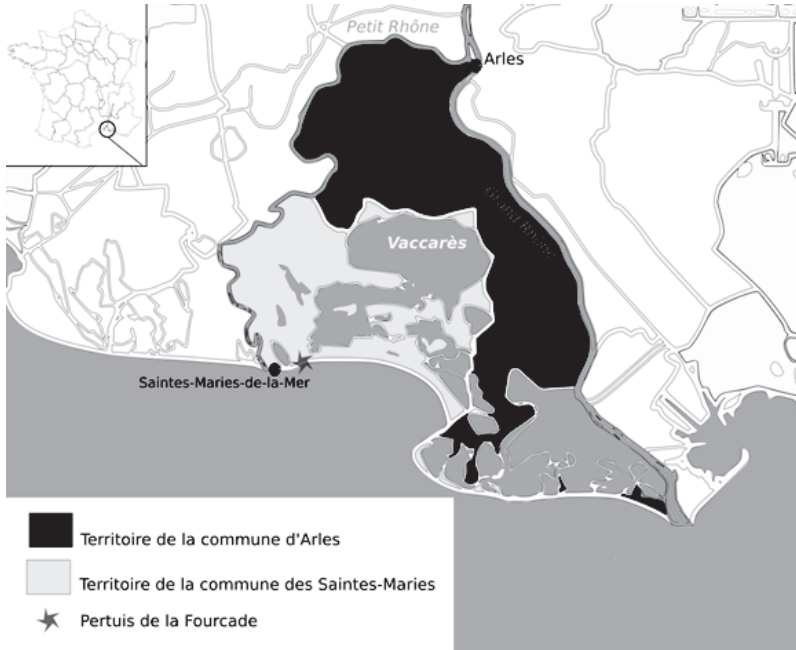 Petit Rhône
Arles
Grand Rhône
Vaccarès
Saintes-Maries-de-la-Mer
Territoire de la commune d'Arles
Territoire de la commune des Saintes-Maries
Pertuis de la Fourcade